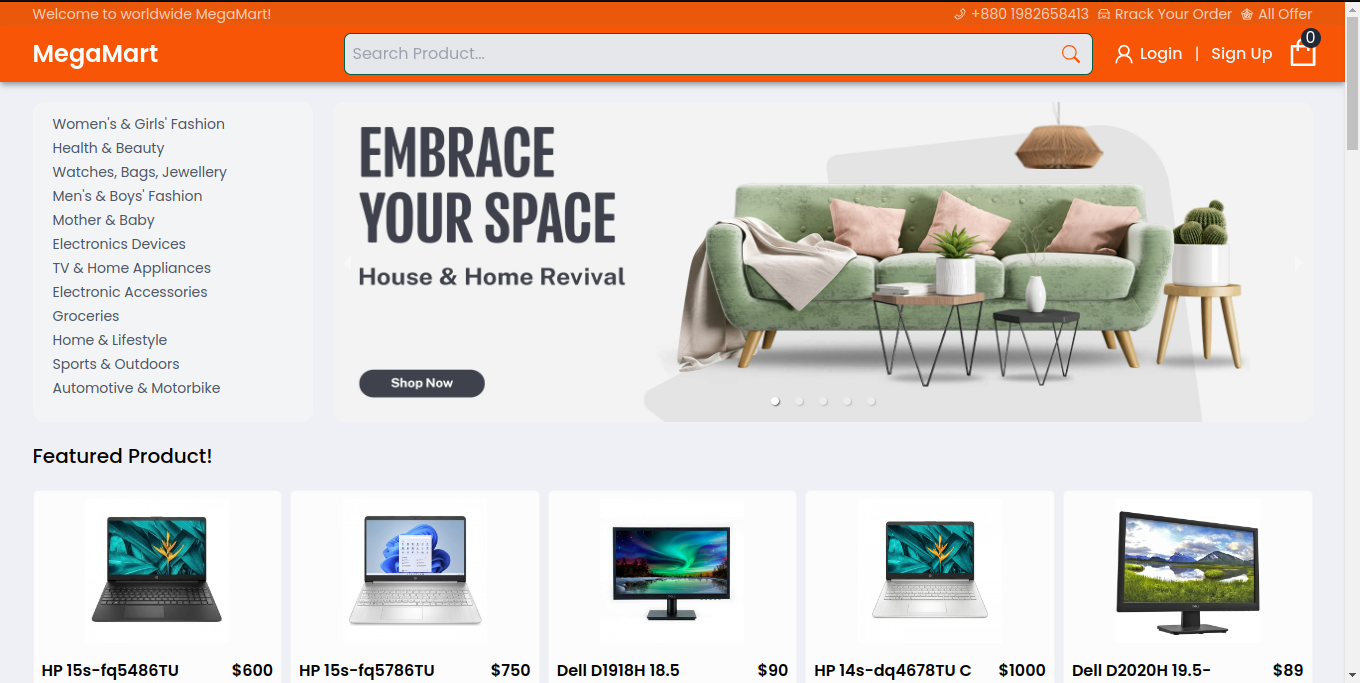 Welcome to worldwide MegaMart!
+880 1982658413 Rrack Your Order All Offer
MegaMart
Search Product...
Login | Sign Up
0
Women's & Girls' Fashion
Health & Beauty
Watches, Bags, Jewellery
Men's & Boys' Fashion
Mother & Baby
Electronics Devices
TV & Home Appliances
Electronic Accessories
Groceries
Home & Lifestyle
Sports & Outdoors
Automotive & Motorbike
EMBRACE
YOUR SPACE
House & Home Revival
Shop Now
Featured Product!
HP 15s-fq5486TU $600
HP 15s-fq5786TU $750
Dell D1918H 18.5 $90
HP 14s-dq4678TU C $1000
Dell D2020H 19.5- $89